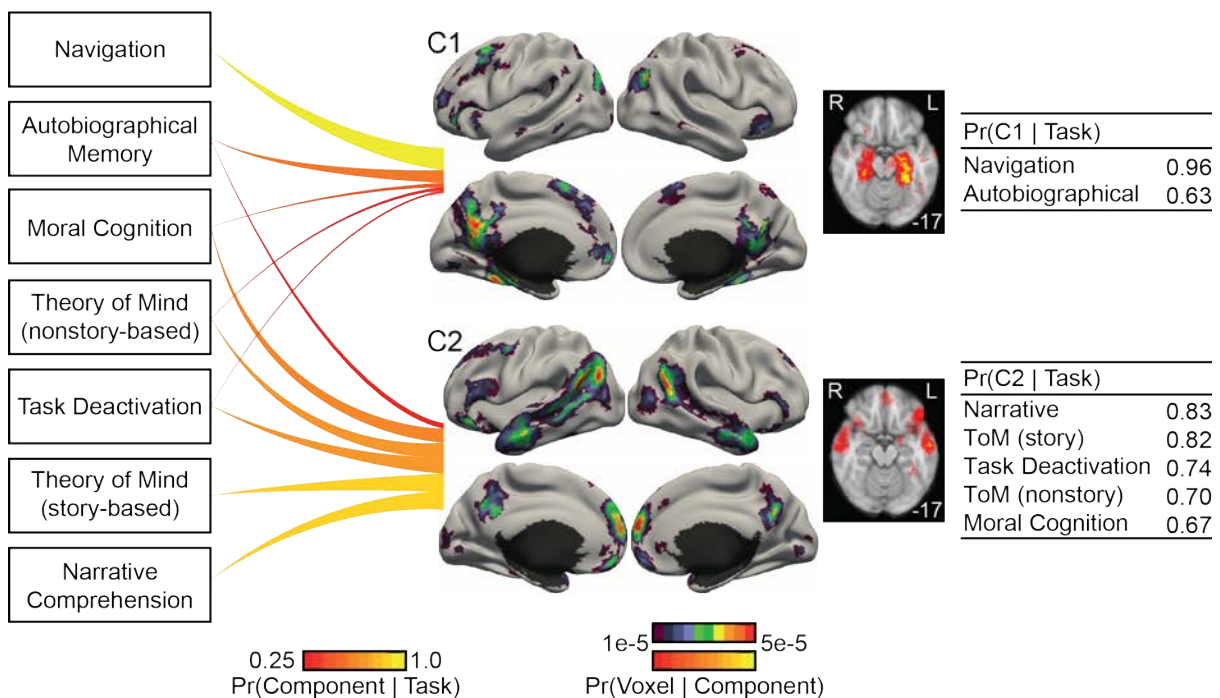 Navigation
Autobiographical
Memory
Moral Cognition
Theory of Mind
(nonstory-based)
Task Deactivation
Theory of Mind
(story-based)
Narrative
Comprehension
0.25 1.0
Pr(Component | Task)
C1
C2
1e-5 5e-5
Pr(Voxel | Component)
R L
-17
Pr(C1 | Task)
Navigation 0.96
Autobiographical 0.63
R L
-17
Pr(C2 | Task)
Narrative 0.83
ToM (story) 0.82
Task Deactivation 0.74
ToM (nonstory) 0.70
Moral Cognition 0.67